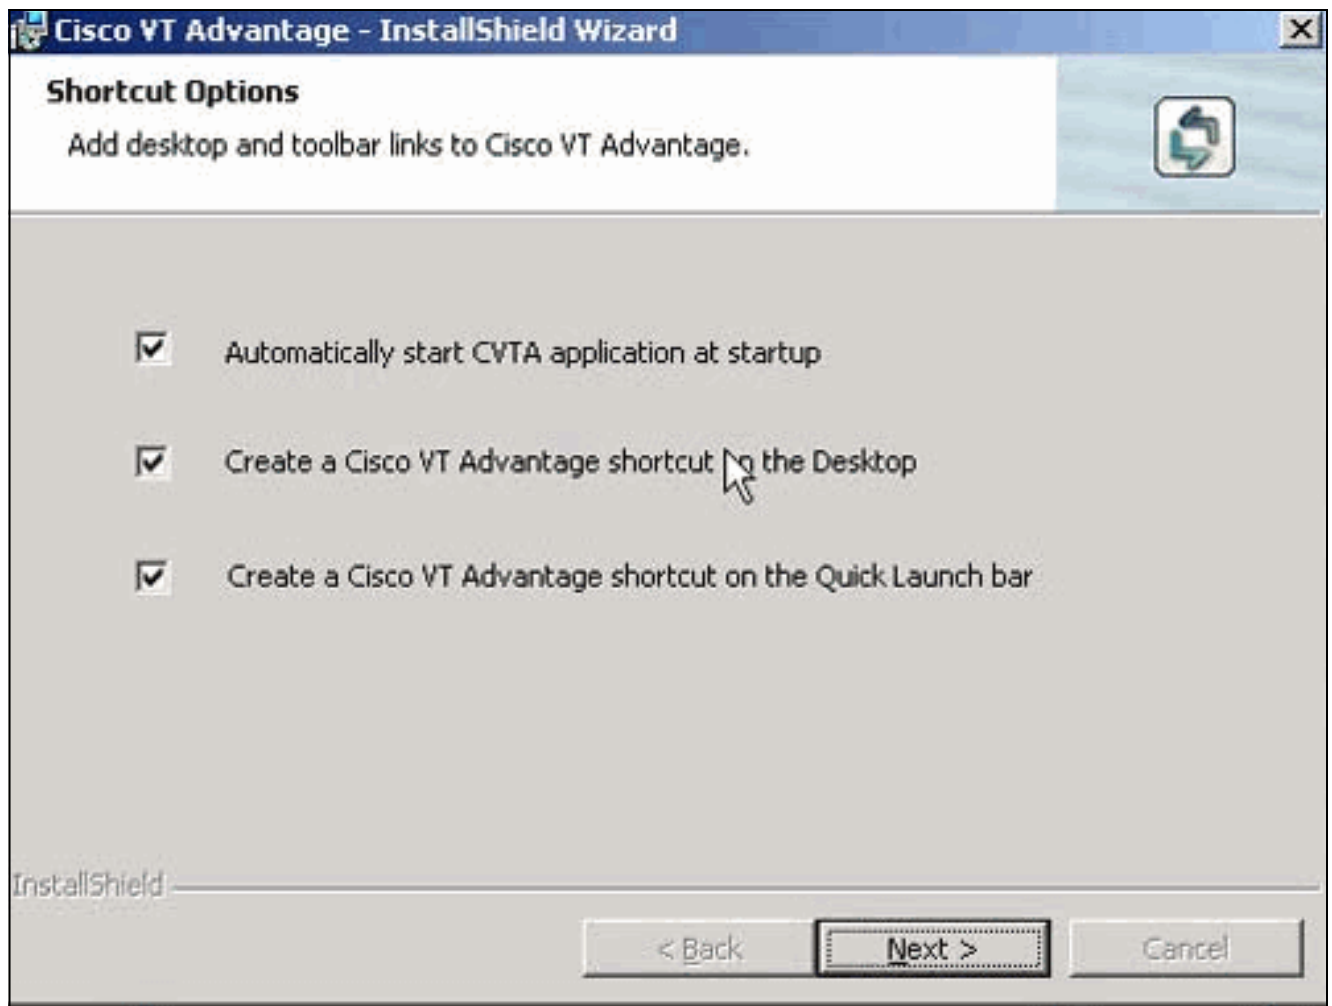 Cisco VT Advantage - InstallShield Wizard
Shortcut Options
Add desktop and toolbar links to Cisco VT Advantage.
Automatically start CVTA application at startup
Create a Cisco VT Advantage shortcut on the Desktop
Create a Cisco VT Advantage shortcut on the Quick Launch bar
InstallShield
< Back
Next >
Cancel